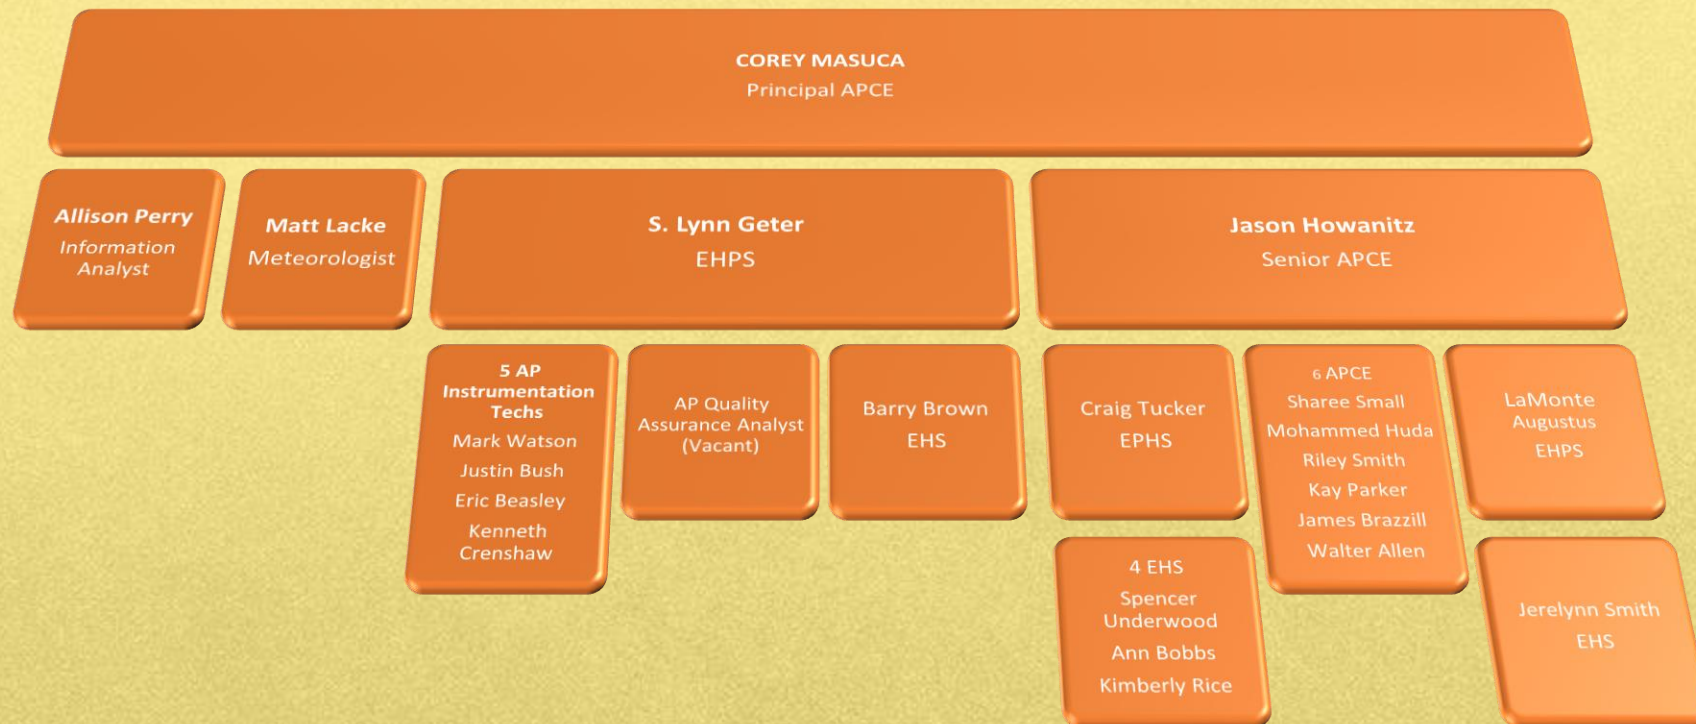 COREY MASUCA
Principal APCE
Allison Perry
Information
Analyst
Matt Lacke
Meteorologist
S. Lynn Geter
EHPS
Jason Howanitz
Senior APCE
5 AP
Instrumentation
Techs
Mark Watson
Justin Bush
Eric Beasley
Kenneth
Crenshaw
AP Quality
Assurance Analyst
(Vacant)
Barry Brown
EHS
Craig Tucker
EPHS
4 EHS
Spencer
Underwood
Ann Bobbs
Kimberly Rice
6 APCE
Sharee Small
Mohammed Huda
Riley Smith
Kay Parker
James Brazzill
Walter Allen
LaMonte
Augustus
EHPS
Jerelynn Smith
EHS